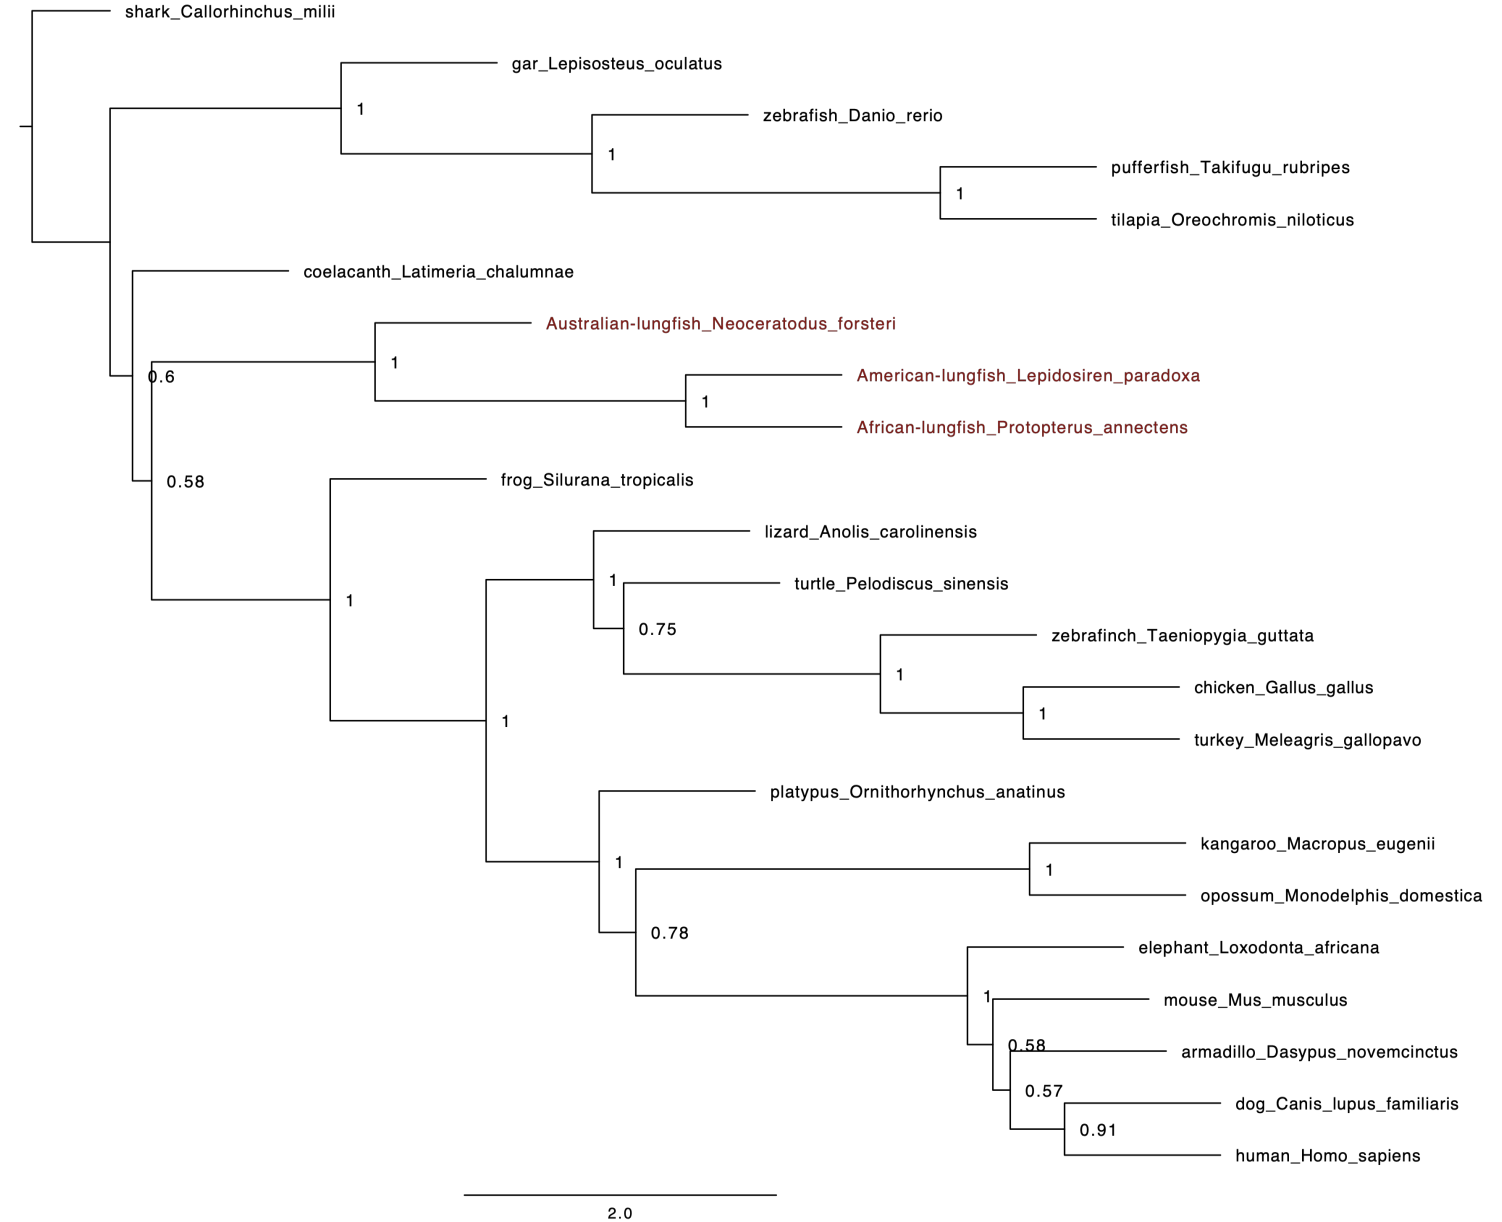 shark_Callorhinchus_milii
gar_Lepisosteus_oculatus
1
zebrafish_Danio_rerio
1
pufferfish_Takifugu_rubripes
1
tilapia_Oreochromis_niloticus
coelacanth_Latimeria_chalumnae
Australian-lungfish_Neoceratodus_forsteri
1
0.6
American-lungfish_Lepidosiren_paradoxa
1
African-lungfish_Protopterus_annectens
0.58
frog_Silurana_tropicalis
lizard_Anolis_carolinensis
1
turtle_Pelodiscus_sinensis
1
0.75
zebrafinch_Taeniopygia_guttata
1
chicken_Gallus_gallus
1
1
turkey_Meleagris_gallopavo
platypus_Ornithorhynchus_anatinus
kangaroo_Macropus_eugenii
1
1
opossum_Monodelphis_domestica
0.78
elephant_Loxodonta_africana
1
mouse_Mus_musculus
0.58
armadillo_Dasypus_novemcinctus
0.57
dog_Canis_lupus_familiaris
0.91
human_Homo_sapiens
2.0